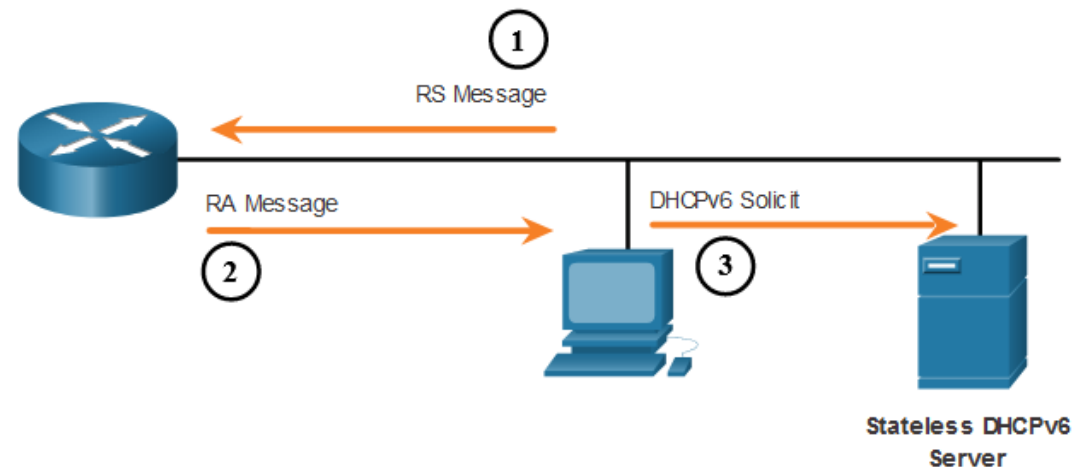 1
RS Message
RA Message
2
DHCPv6 Solicit
3
Stateless DHCPv6
Server